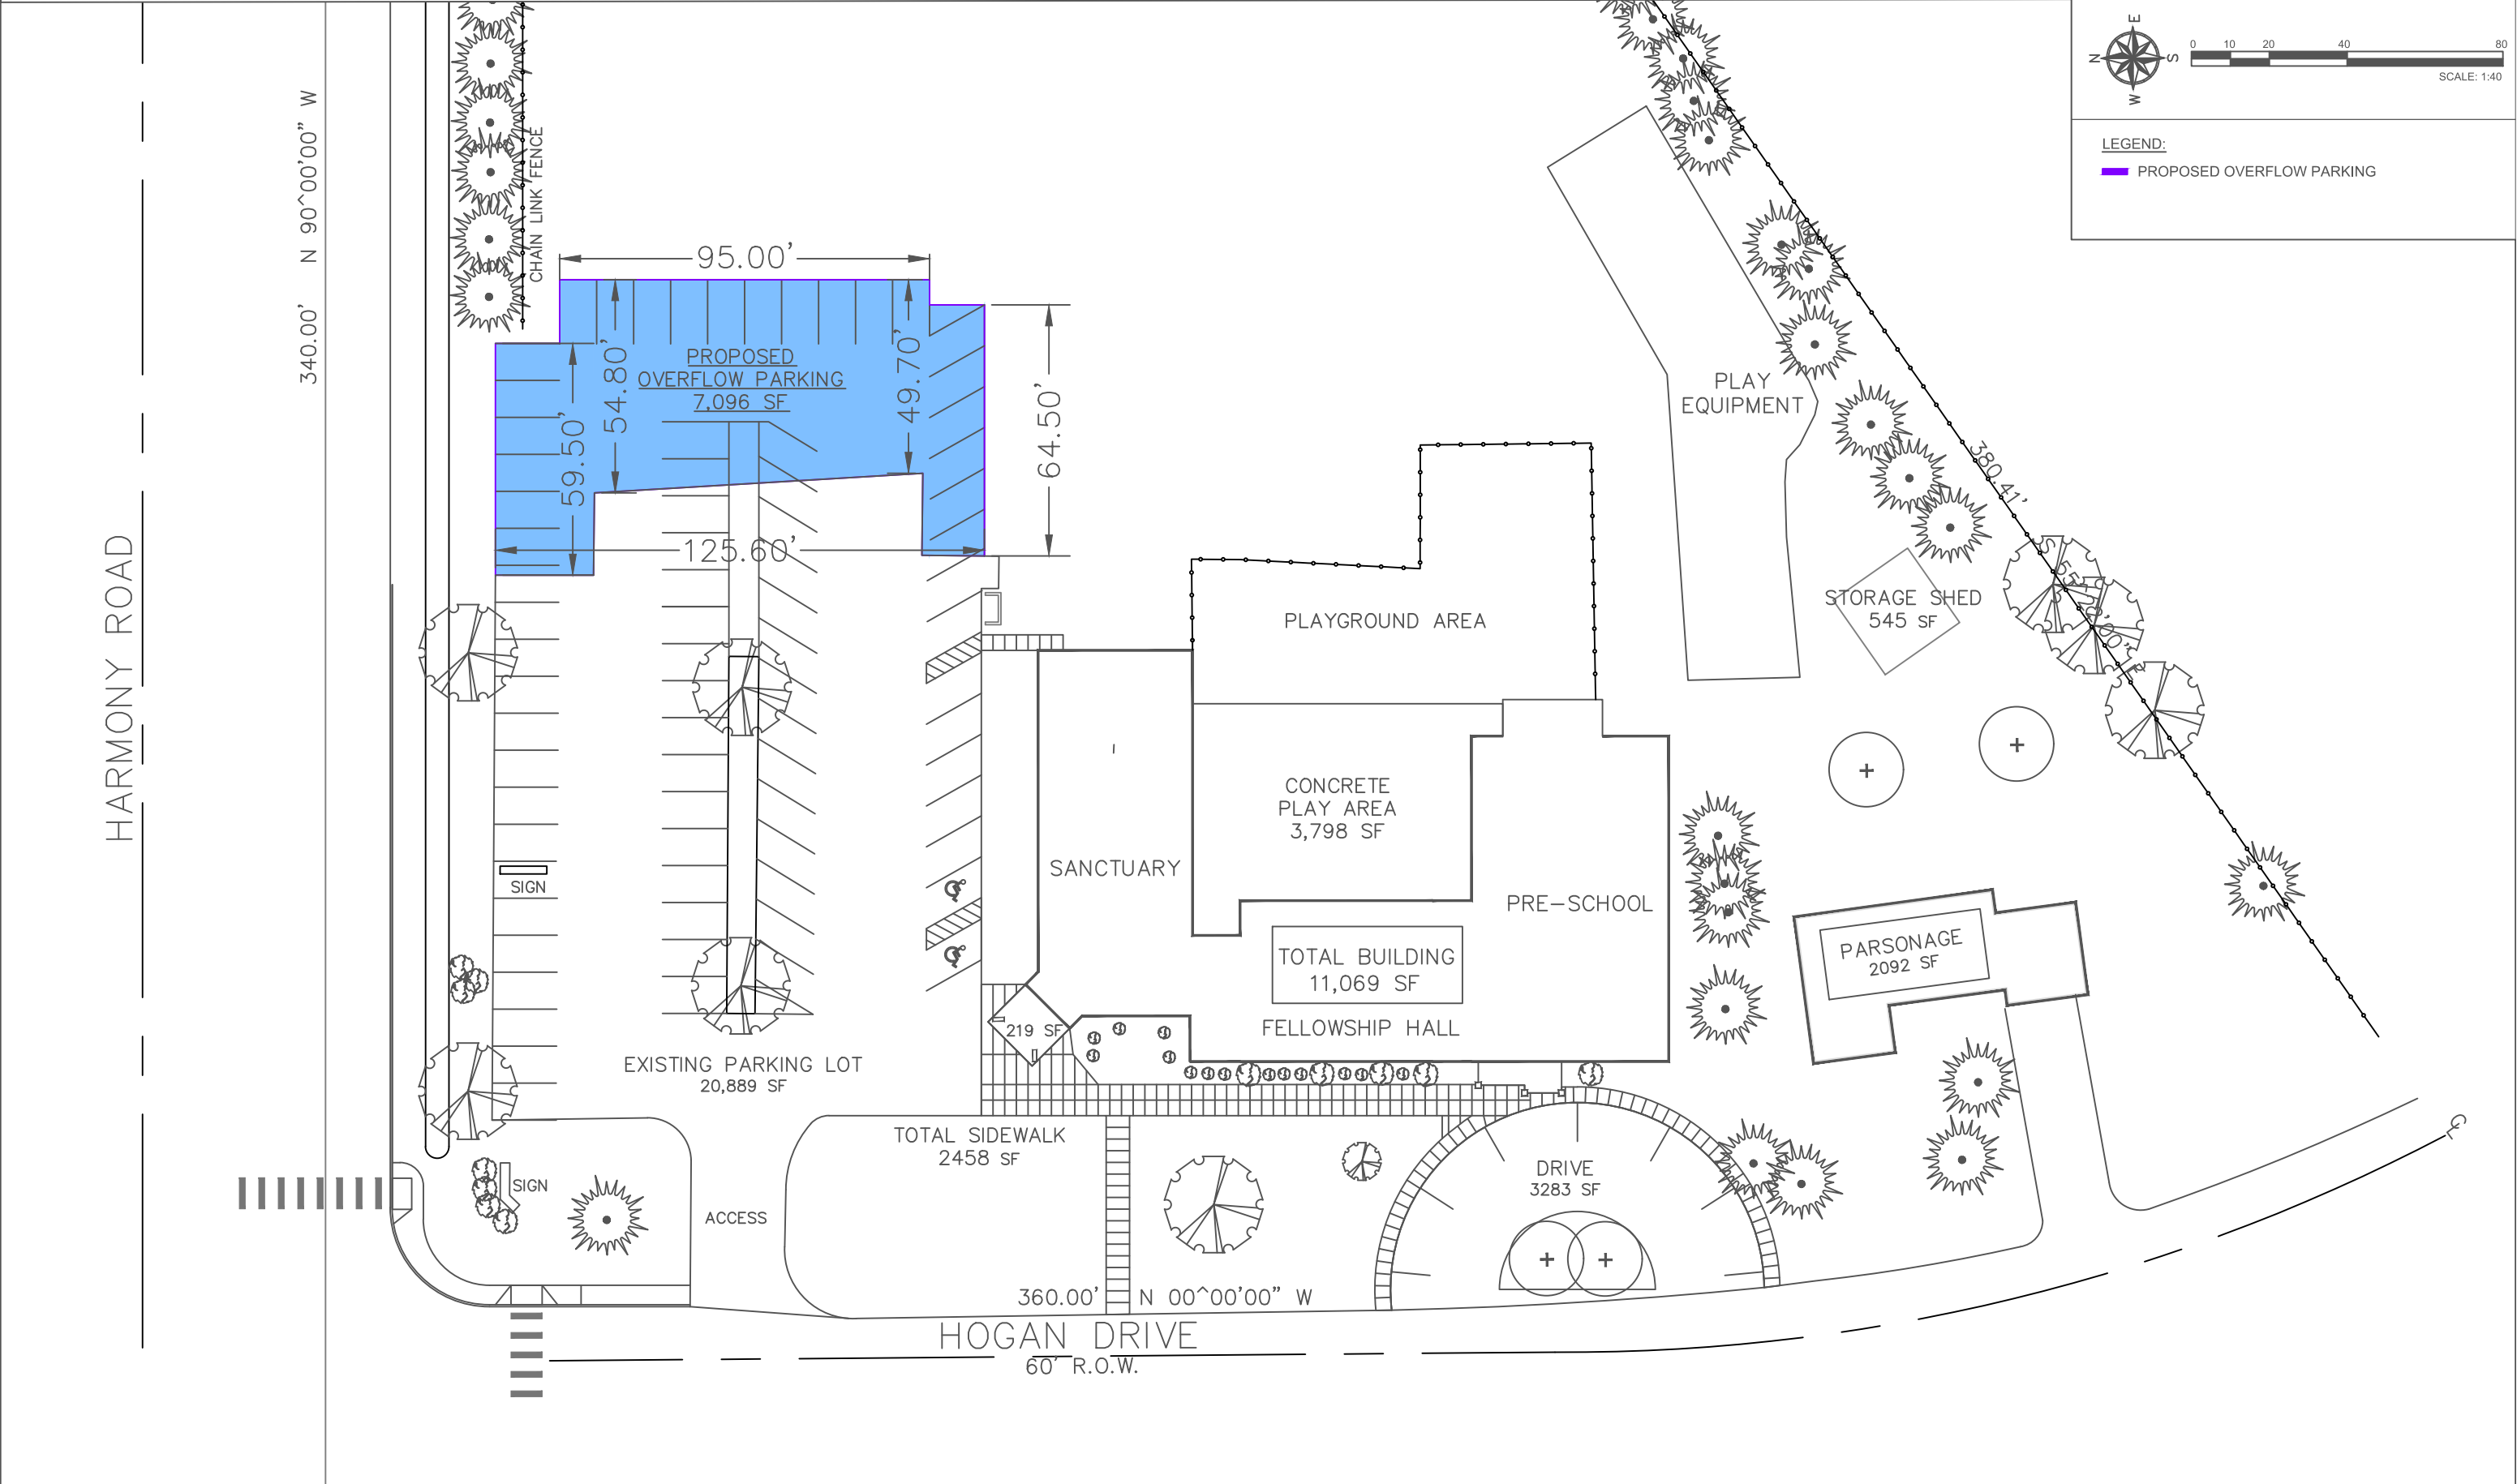 E
N
S
W
0 10 20 40 80
SCALE: 1:40
LEGEND:
PROPOSED OVERFLOW PARKING
HARMONY ROAD
340.00' N 90^00'00" W
CHAIN LINK FENCE
95.00'
54.80'
49.70'
59.50'
64.50'
125.60'
PROPOSED
OVERFLOW PARKING
7,096 SF
PLAY
EQUIPMENT
380.41'
STORAGE SHED
545 SF
PLAYGROUND AREA
CONCRETE
PLAY AREA
3,798 SF
SANCTUARY
PRE-SCHOOL
TOTAL BUILDING
11,069 SF
FELLOWSHIP HALL
PARSONAGE
2092 SF
SIGN
219 SF
EXISTING PARKING LOT
20,889 SF
TOTAL SIDEWALK
2458 SF
DRIVE
3283 SF
SIGN
ACCESS
360.00' N 00^00'00" W
HOGAN DRIVE
60' R.O.W.
CL